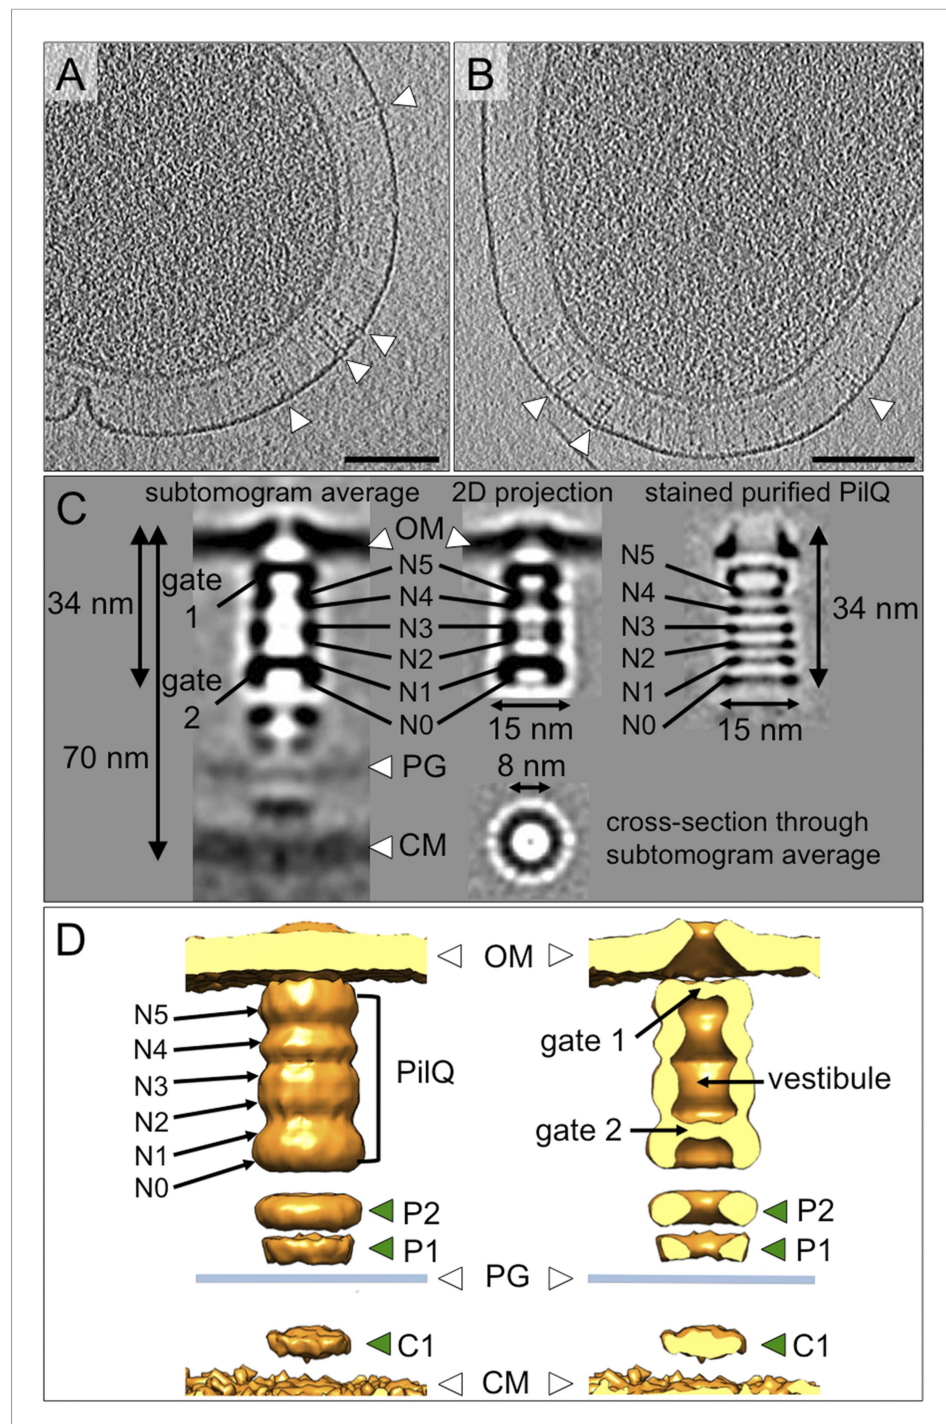 A
B
C
subtomogram average
2D projection
stained purified PilQ
OM
gate
1
N5
N4
N3
N2
N1
N0
34 nm
gate
2
70 nm
PG
CM
15 nm
8 nm
N5
N4
N3
N2
N1
N0
34 nm
15 nm
cross-section through
subtomogram average
D
OM
N5
N4
N3
N2
N1
N0
PilQ
gate 1
vestibule
gate 2
P2
P2
P1
P1
PG
C1
C1
CM